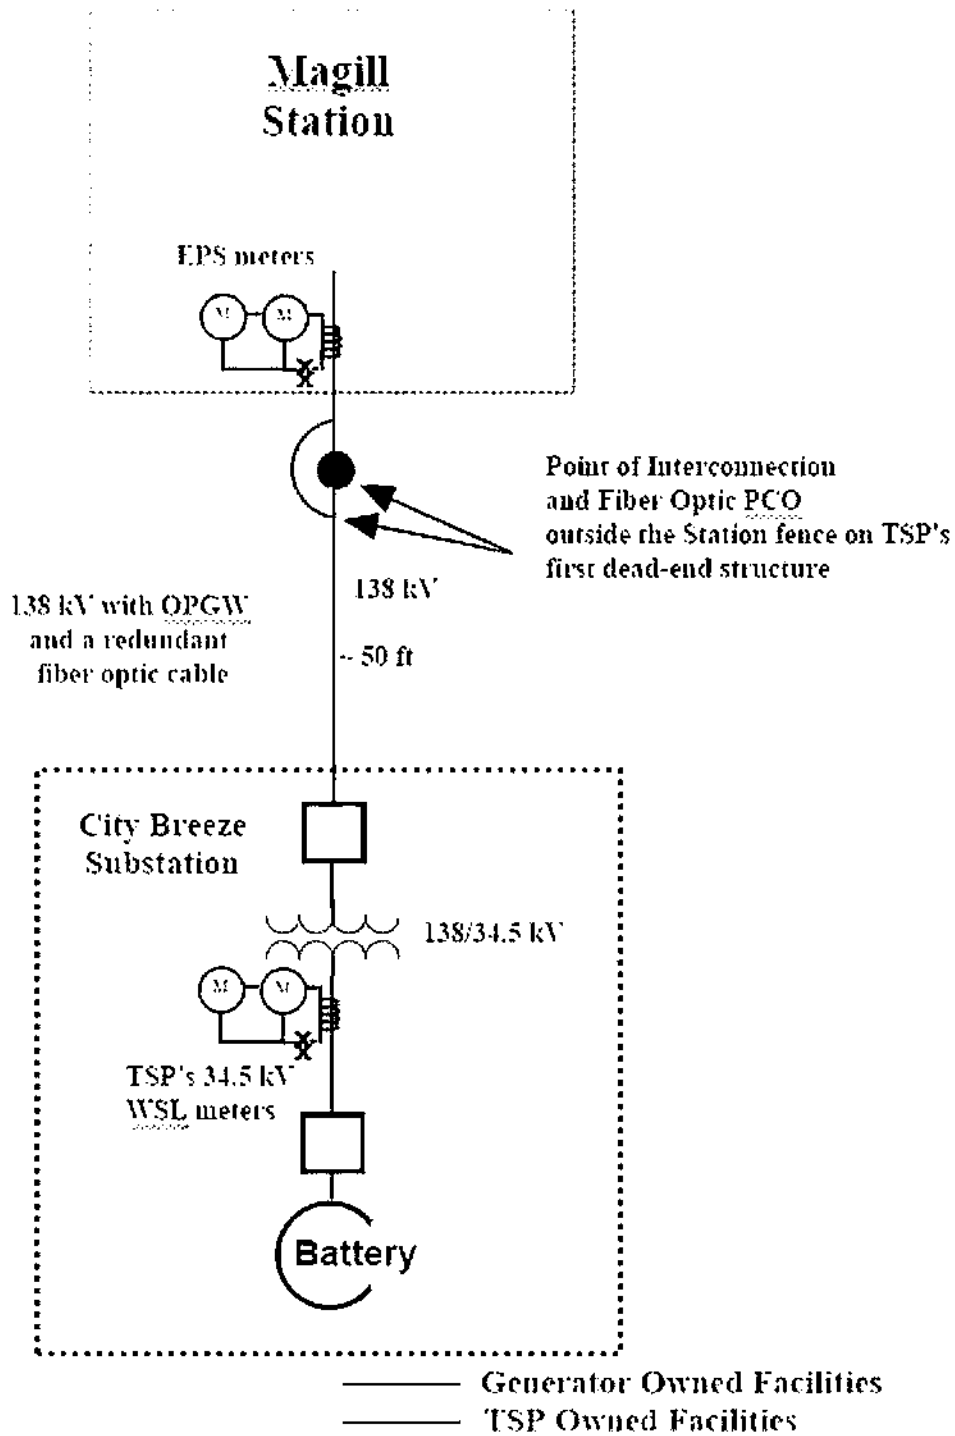 Magill
Station
EPS meters
M M
Point of Interconnection
and Fiber Optic PCO
outside the Station fence on TSP's
first dead-end structure
138 kV
138 kV with OPGW
and a redundant
fiber optic cable
~ 50 ft
City Breeze
Substation
138/34.5 kV
M M
TSP's 34.5 kV
WSL meters
Battery
Generator Owned Facilities
TSP Owned Facilities